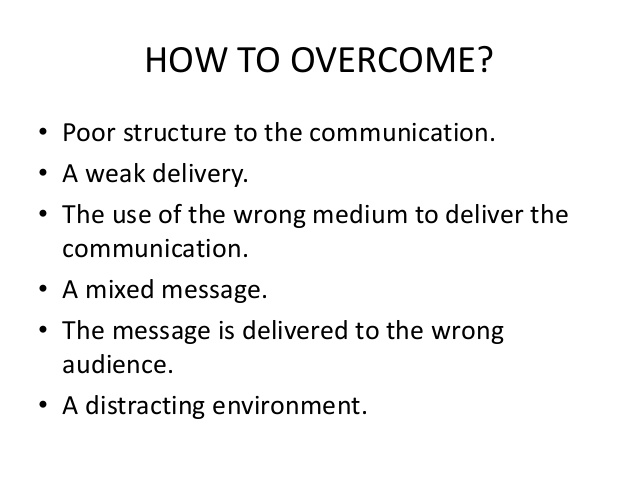 HOW TO OVERCOME?
• Poor structure to the communication.
• A weak delivery.
• The use of the wrong medium to deliver the
communication.
• A mixed message.
• The message is delivered to the wrong
audience.
• A distracting environment.